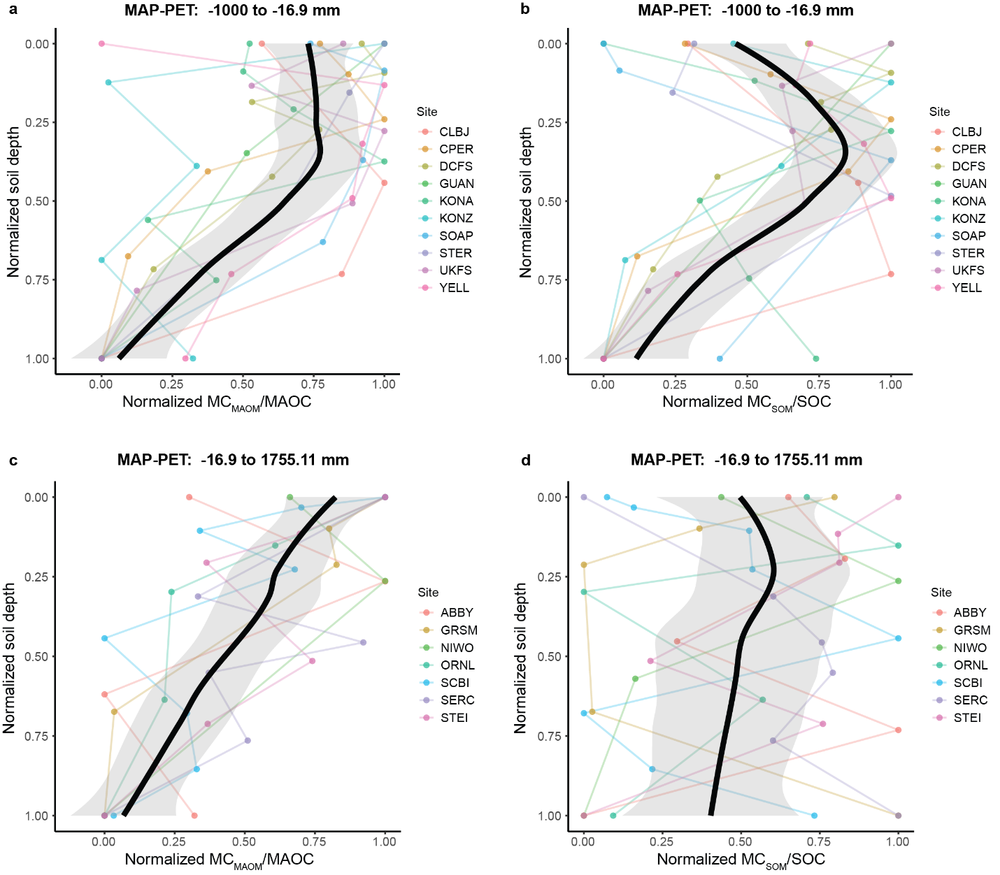 a
MAP-PET: -1000 to -16.9 mm
0.00
0.25
0.50
0.75
1.00
Normalized soil depth
0.00 0.25 0.50 0.75 1.00
Normalized MCMAOM/MAOC
Site
CLBJ
CPER
DCFS
GUAN
KONA
KONZ
SOAP
STER
UKFS
YELL
b
MAP-PET: -1000 to -16.9 mm
0.00
0.25
0.50
0.75
1.00
Normalized soil depth
0.00 0.25 0.50 0.75 1.00
Normalized MCSOM/SOC
Site
CLBJ
CPER
DCFS
GUAN
KONA
KONZ
SOAP
STER
UKFS
YELL
c
MAP-PET: -16.9 to 1755.11 mm
0.00
0.25
0.50
0.75
1.00
Normalized soil depth
0.00 0.25 0.50 0.75 1.00
Normalized MCMAOM/MAOC
Site
ABBY
GRSM
NIWO
ORNL
SCBI
SERC
STEI
d
MAP-PET: -16.9 to 1755.11 mm
0.00
0.25
0.50
0.75
1.00
Normalized soil depth
0.00 0.25 0.50 0.75 1.00
Normalized MCSOM/SOC
Site
ABBY
GRSM
NIWO
ORNL
SCBI
SERC
STEI